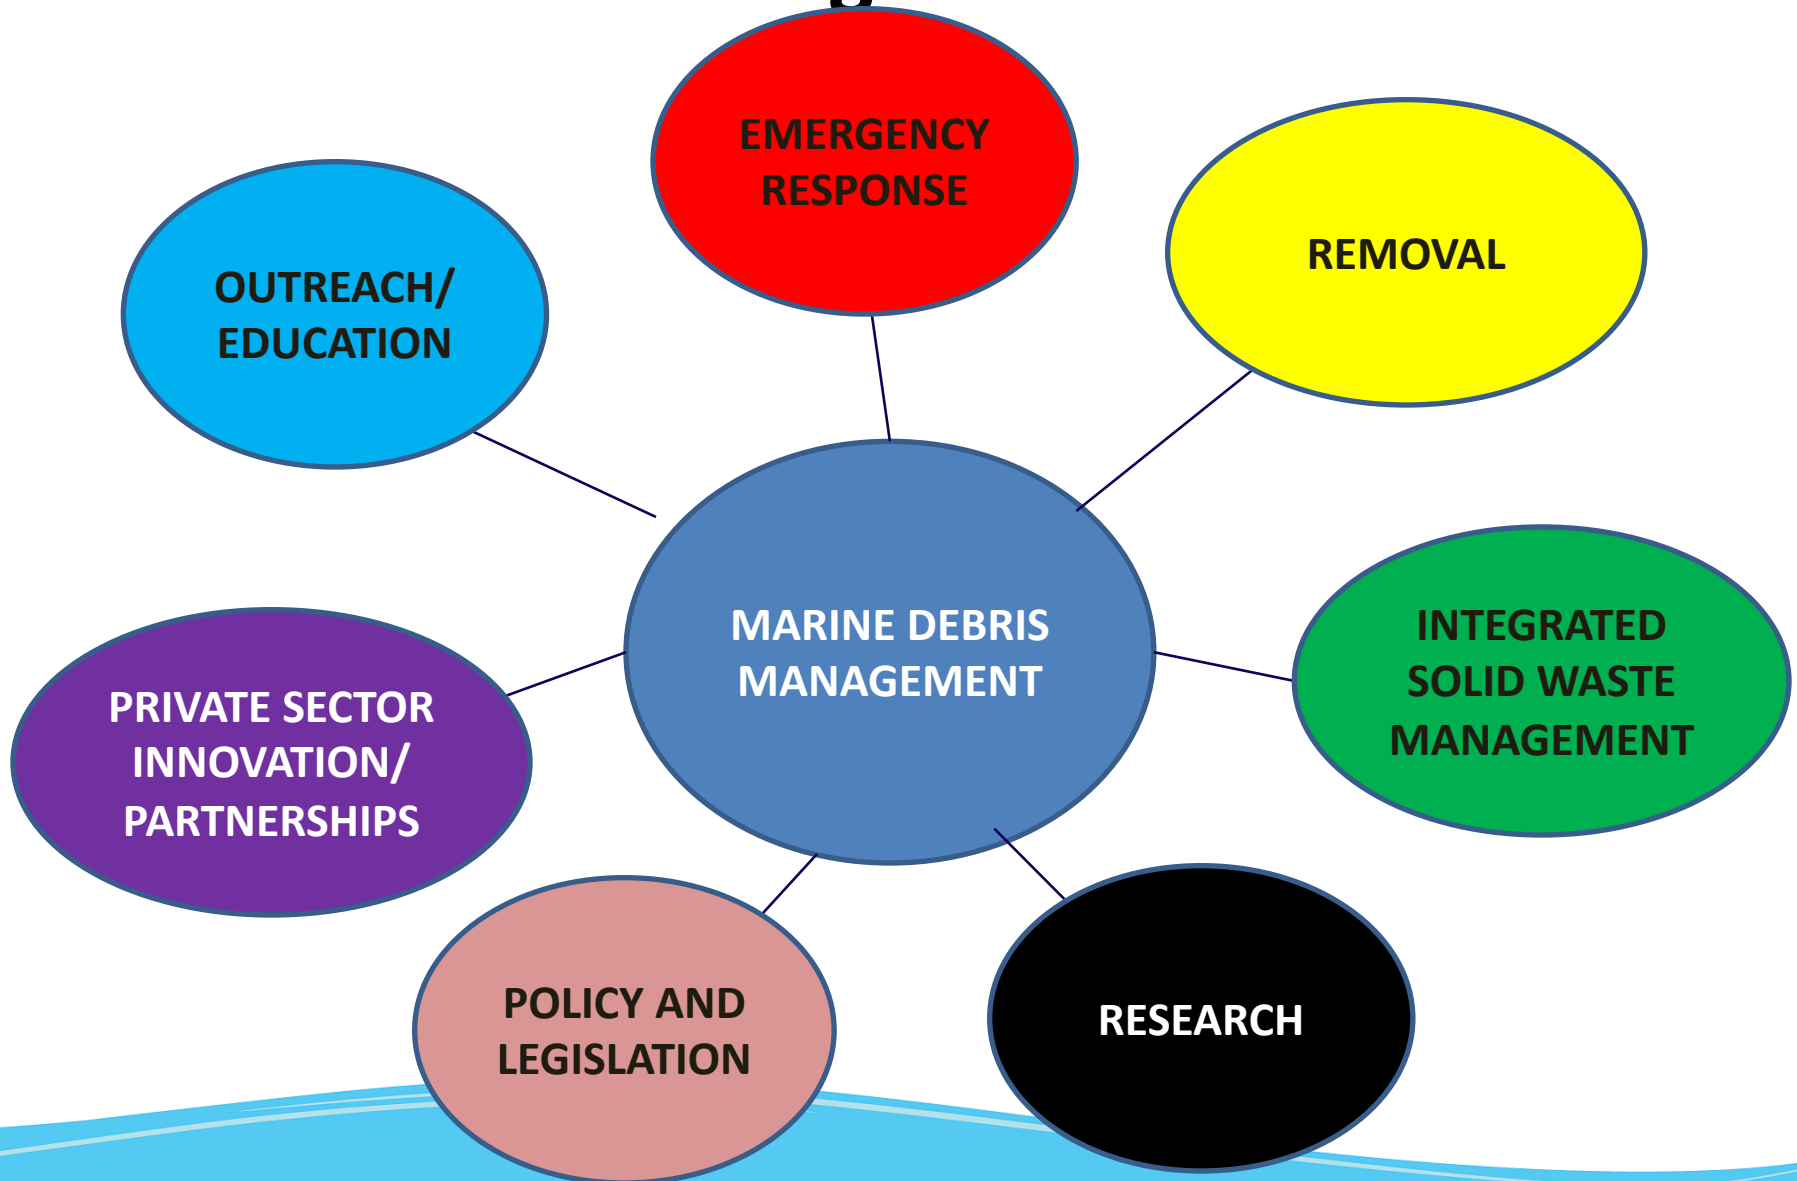 EMERGENCY
RESPONSE
REMOVAL
OUTREACH/
EDUCATION
MARINE DEBRIS
MANAGEMENT
INTEGRATED
SOLID WASTE
MANAGEMENT
PRIVATE SECTOR
INNOVATION/
PARTNERSHIPS
POLICY AND
LEGISLATION
RESEARCH